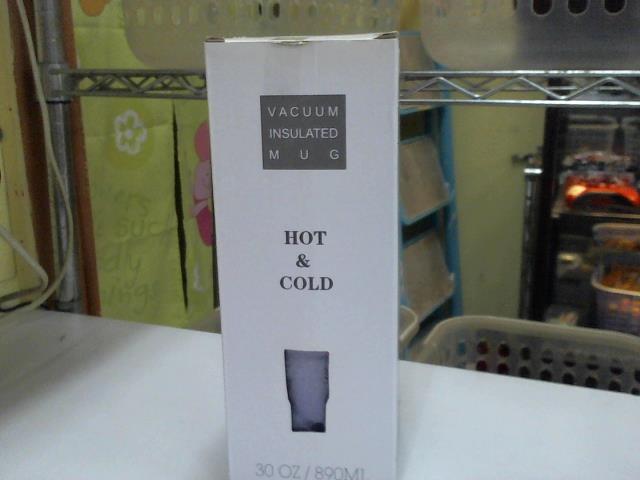 VACUUM
INSULATED
MUG
HOT
&
COLD
30 OZ / 890ML